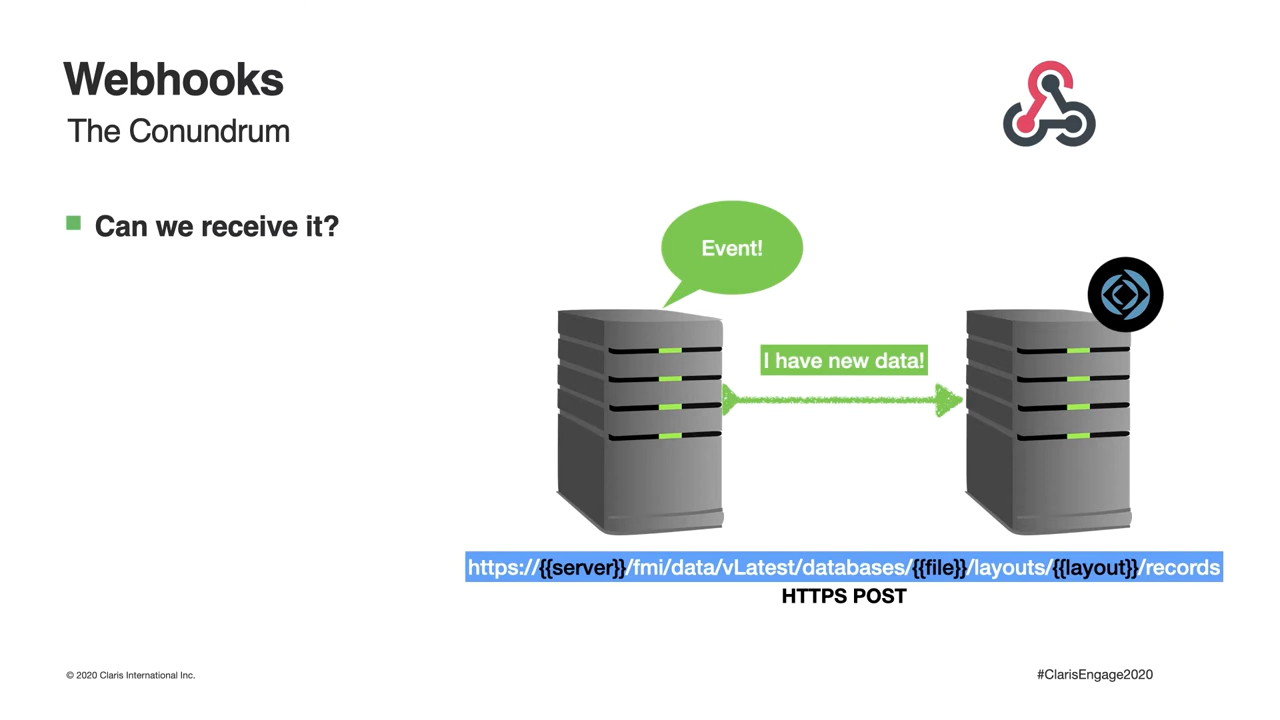 Webhooks
The Conundrum
Can we receive it?
Event!
I have new data!
https://{{server}}/fmi/data/vLatest/databases/{{file}}/layouts/{{layout}}/records
HTTPS POST
© 2020 Claris International Inc.
#ClarisEngage2020